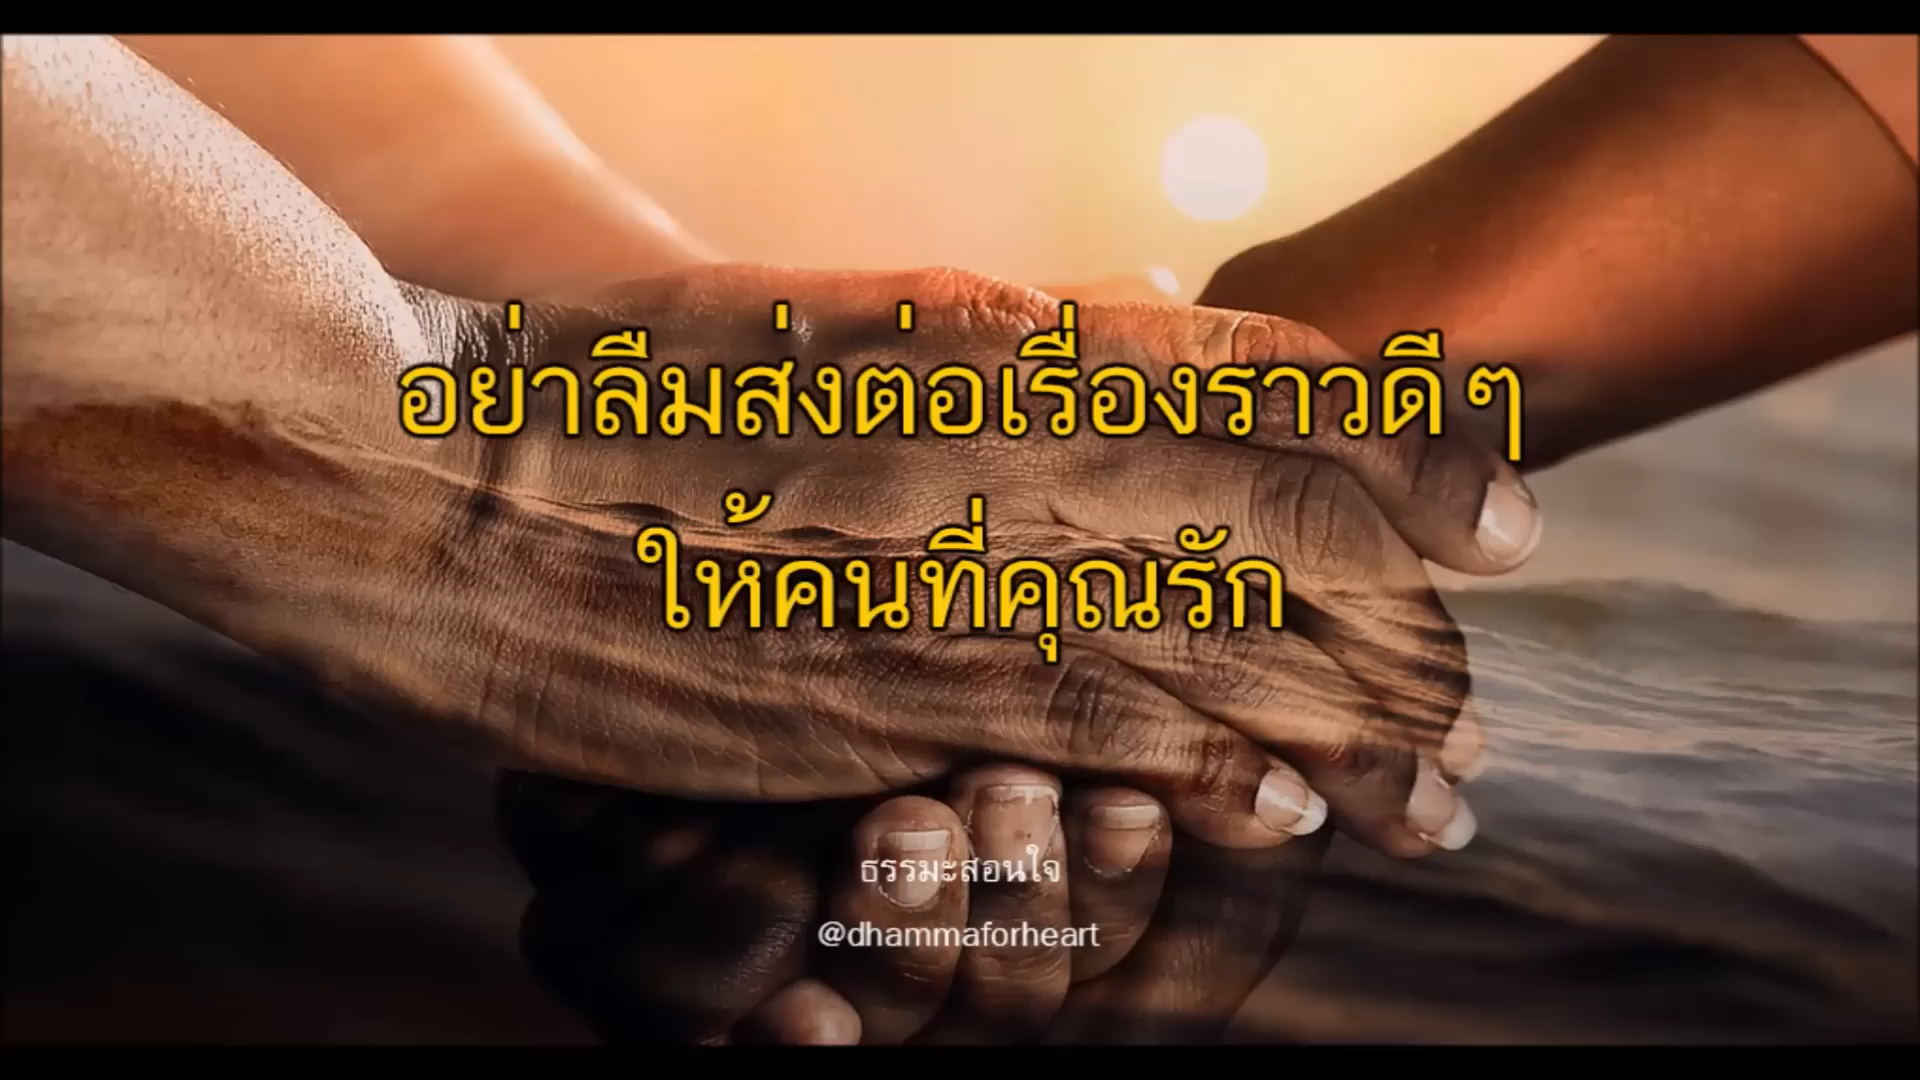 อย่าลืมส่งต่อเรื่องราวดีๆ
ให้คนที่คุณรัก
ธรรมะสอนใจ
@dhammaforheart